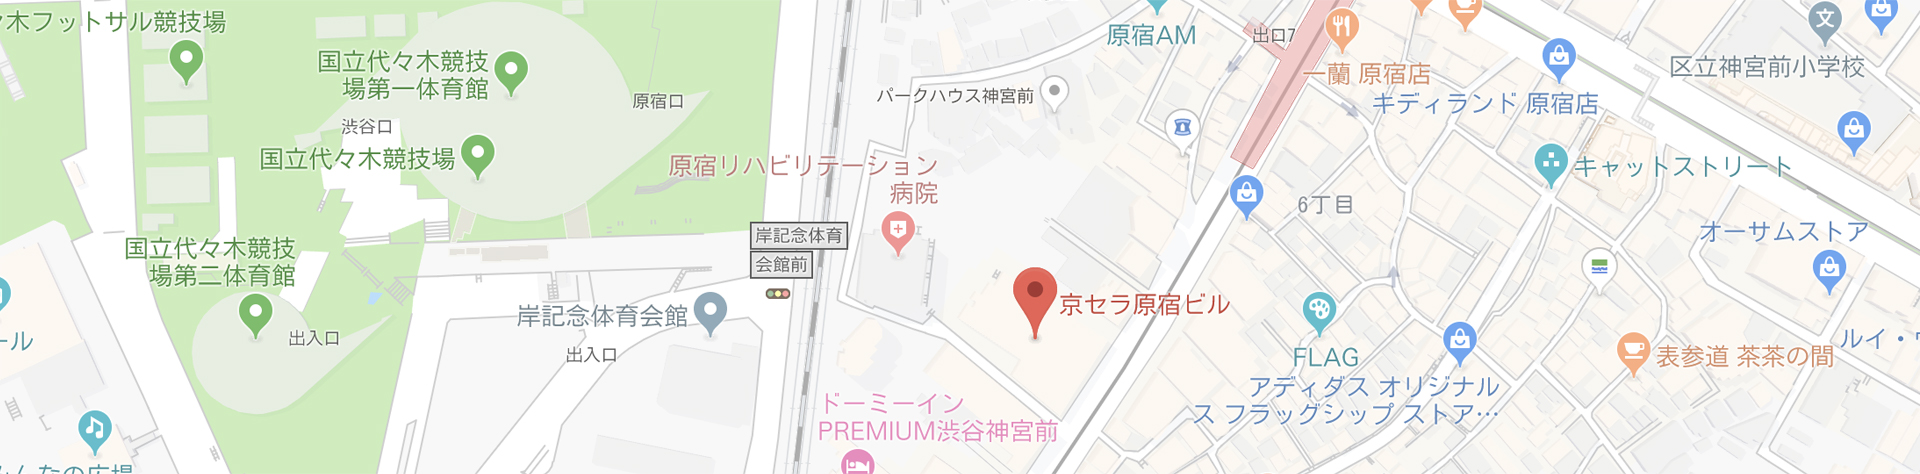 木フットサル競技場
国立代々木競技
場第一体育館
原宿口
渋谷口
国立代々木競技場
原宿リハビリテーション
病院
国立代々木競技
場第二体育館
出入口
岸記念体育
会館前
岸記念体育会館
出入口
原宿AM
パークハウス神宮前
出口7
一蘭 原宿店
キディランド 原宿店
区立神宮前小学校
キャットストリート
6丁目
オーサムストア
京セラ原宿ビル
FLAG
アディダス オリジナル
ス フラッグシップ ストア…
表参道 茶茶の間
ルイ・
ール
ドーミーイン
PREMIUM渋谷神宮前
文